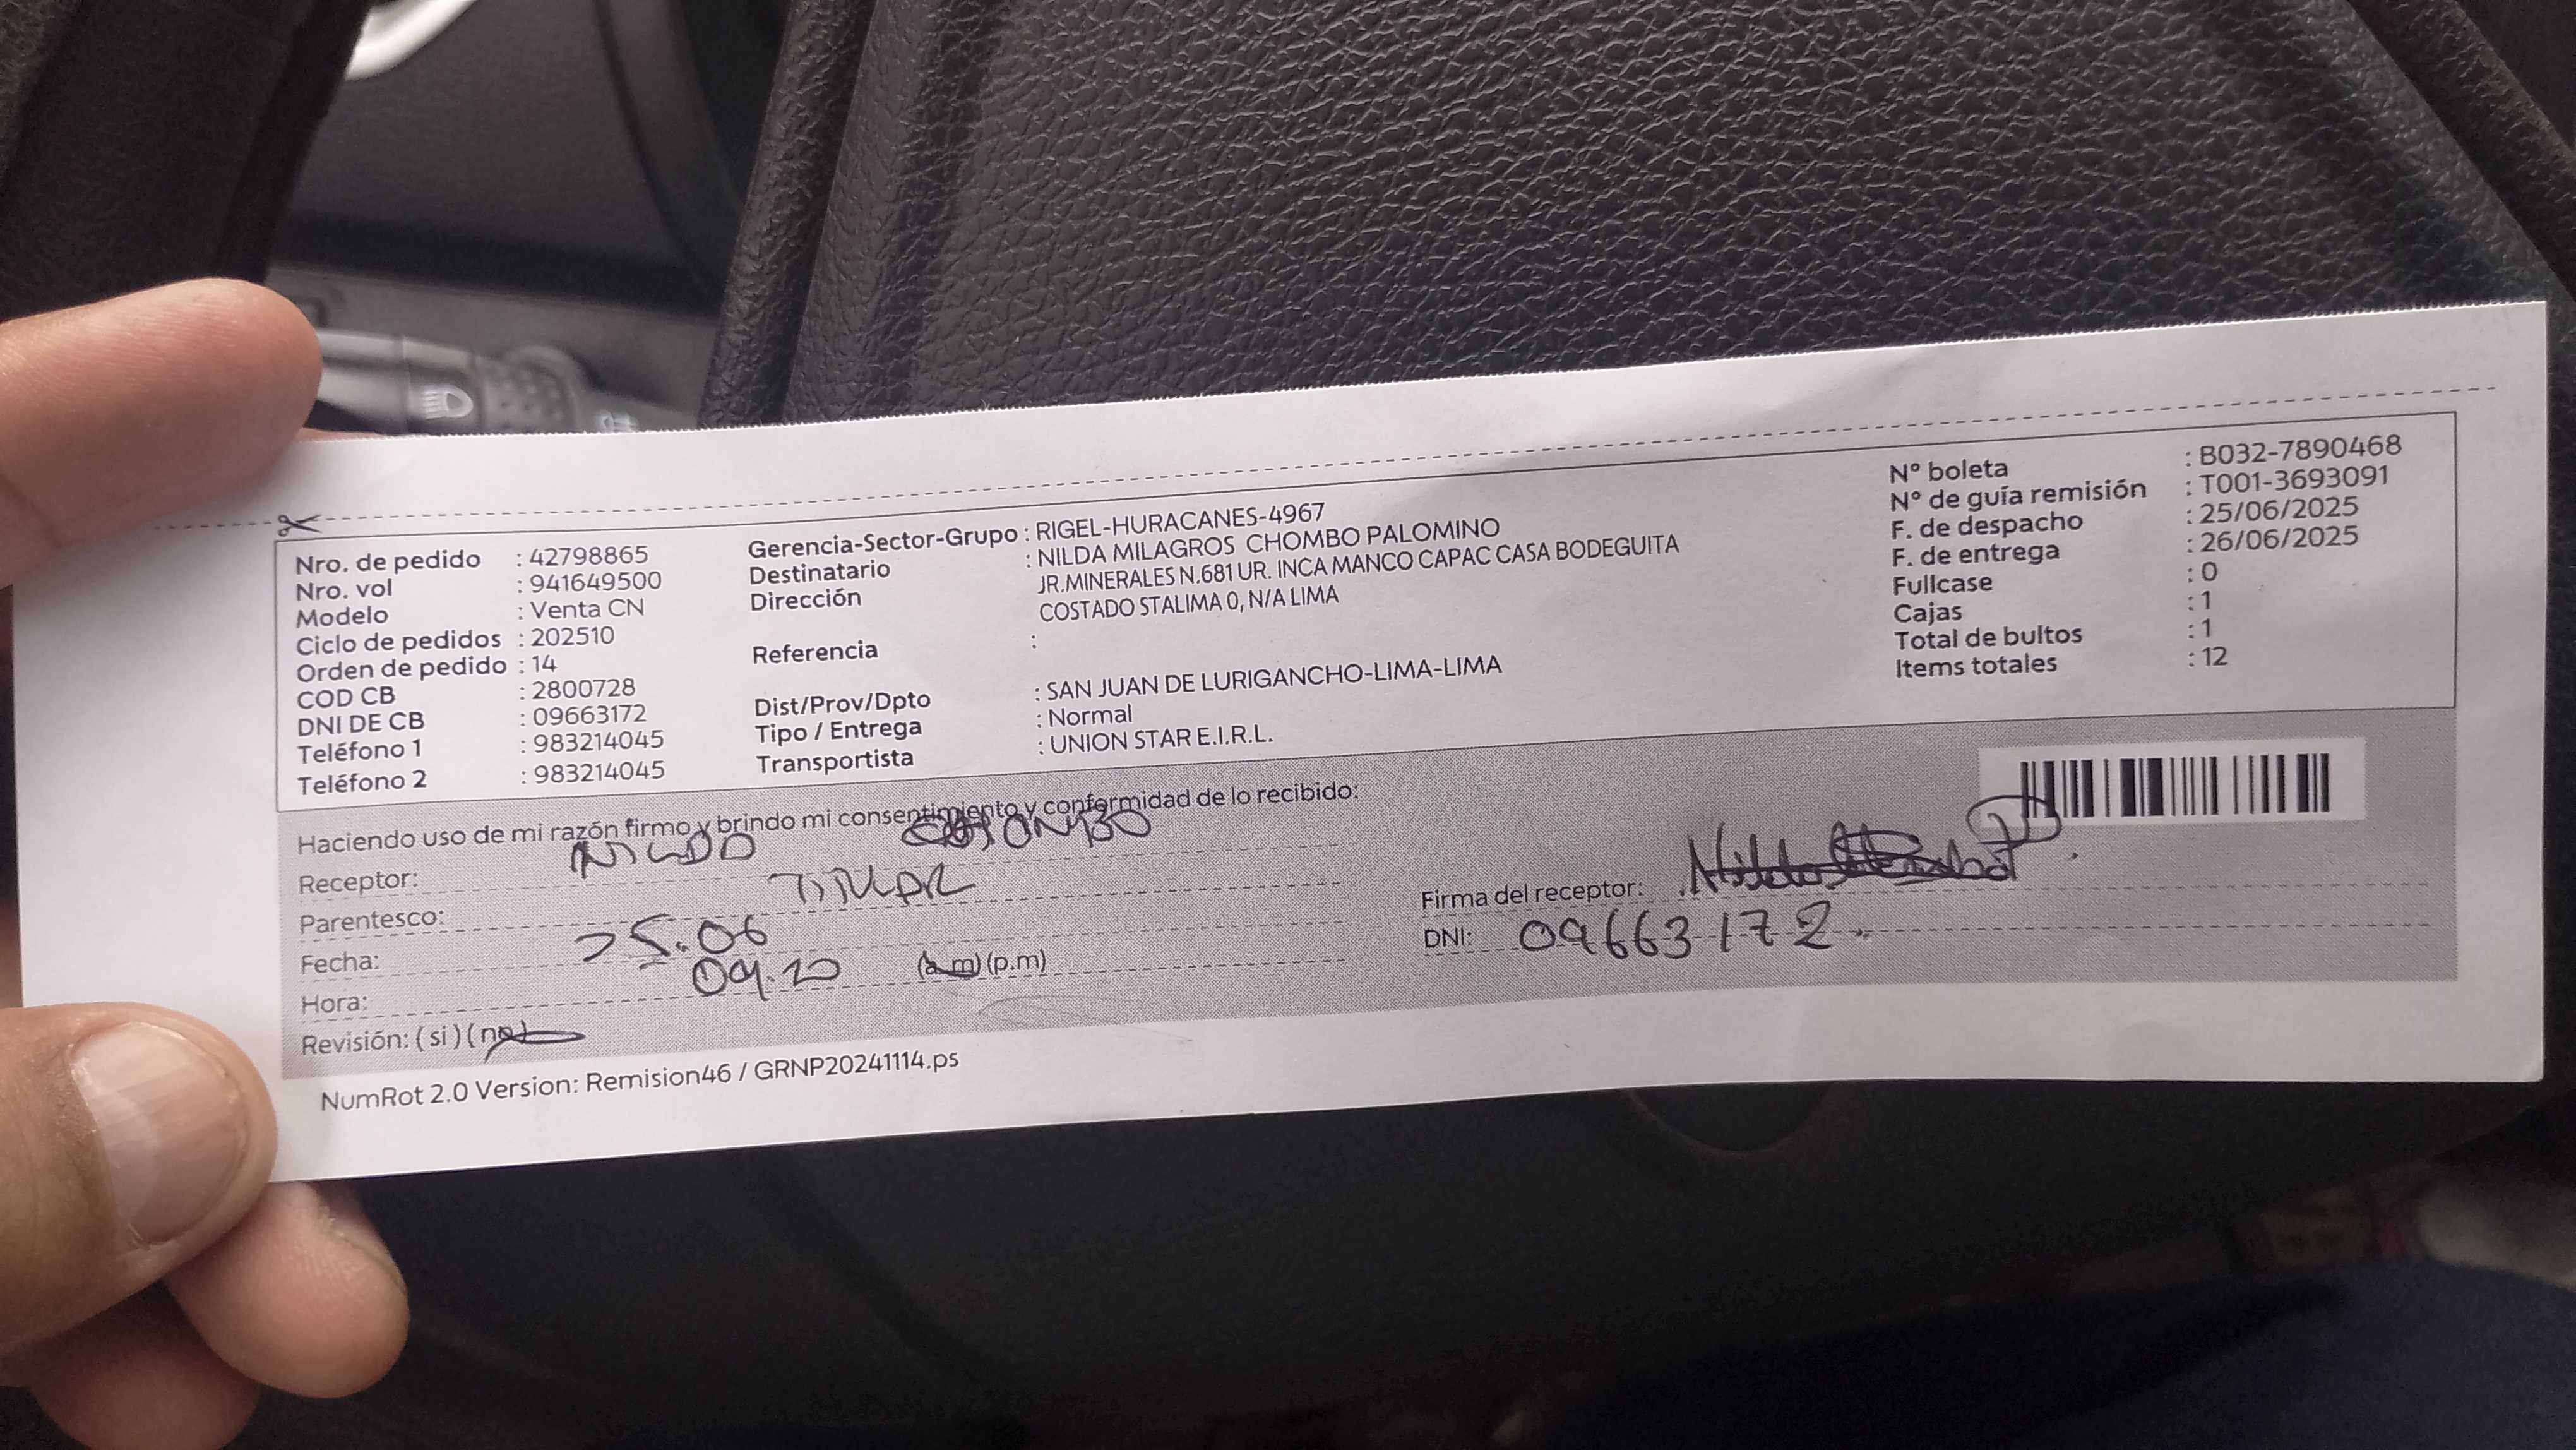 Nro. de pedido : 42798865
Nro. vol : 941649500
Modelo : Venta CN
Ciclo de pedidos : 202510
Orden de pedido : 14
COD CB : 2800728
DNI DE CB : 09663172
Teléfono 1 : 983214045
Teléfono 2 : 983214045
Gerencia-Sector-Grupo : RIGEL-HURACANES-4967
Destinatario : NILDA MILAGROS CHOMBO PALOMINO
Dirección JR.MINERALES N.681 UR. INCA MANCO CAPAC CASA BODEGUITA
COSTADO STALIMA 0, N/A LIMA
Referencia :
Dist/Prov/Dpto : SAN JUAN DE LURIGANCHO-LIMA-LIMA
Tipo / Entrega : Normal
Transportista : UNION STAR E.I.R.L.
Nº boleta : B032-7890468
Nº de guía remisión : T001-3693091
F. de despacho : 25/06/2025
F. de entrega : 26/06/2025
Fullcase : 0
Cajas : 1
Total de bultos : 1
Items totales : 12
Haciendo uso de mi razón firmo y brindo mi consentimiento y conformidad de lo recibido:
Receptor:
Parentesco: TITULAR
Fecha: 25.06
Hora: 09.20 (a.m) (p.m)
Revisión: ( si ) ( no )
Firma del receptor:
DNI: 09663172
NumRot 2.0 Version: Remision46 / GRNP20241114.ps